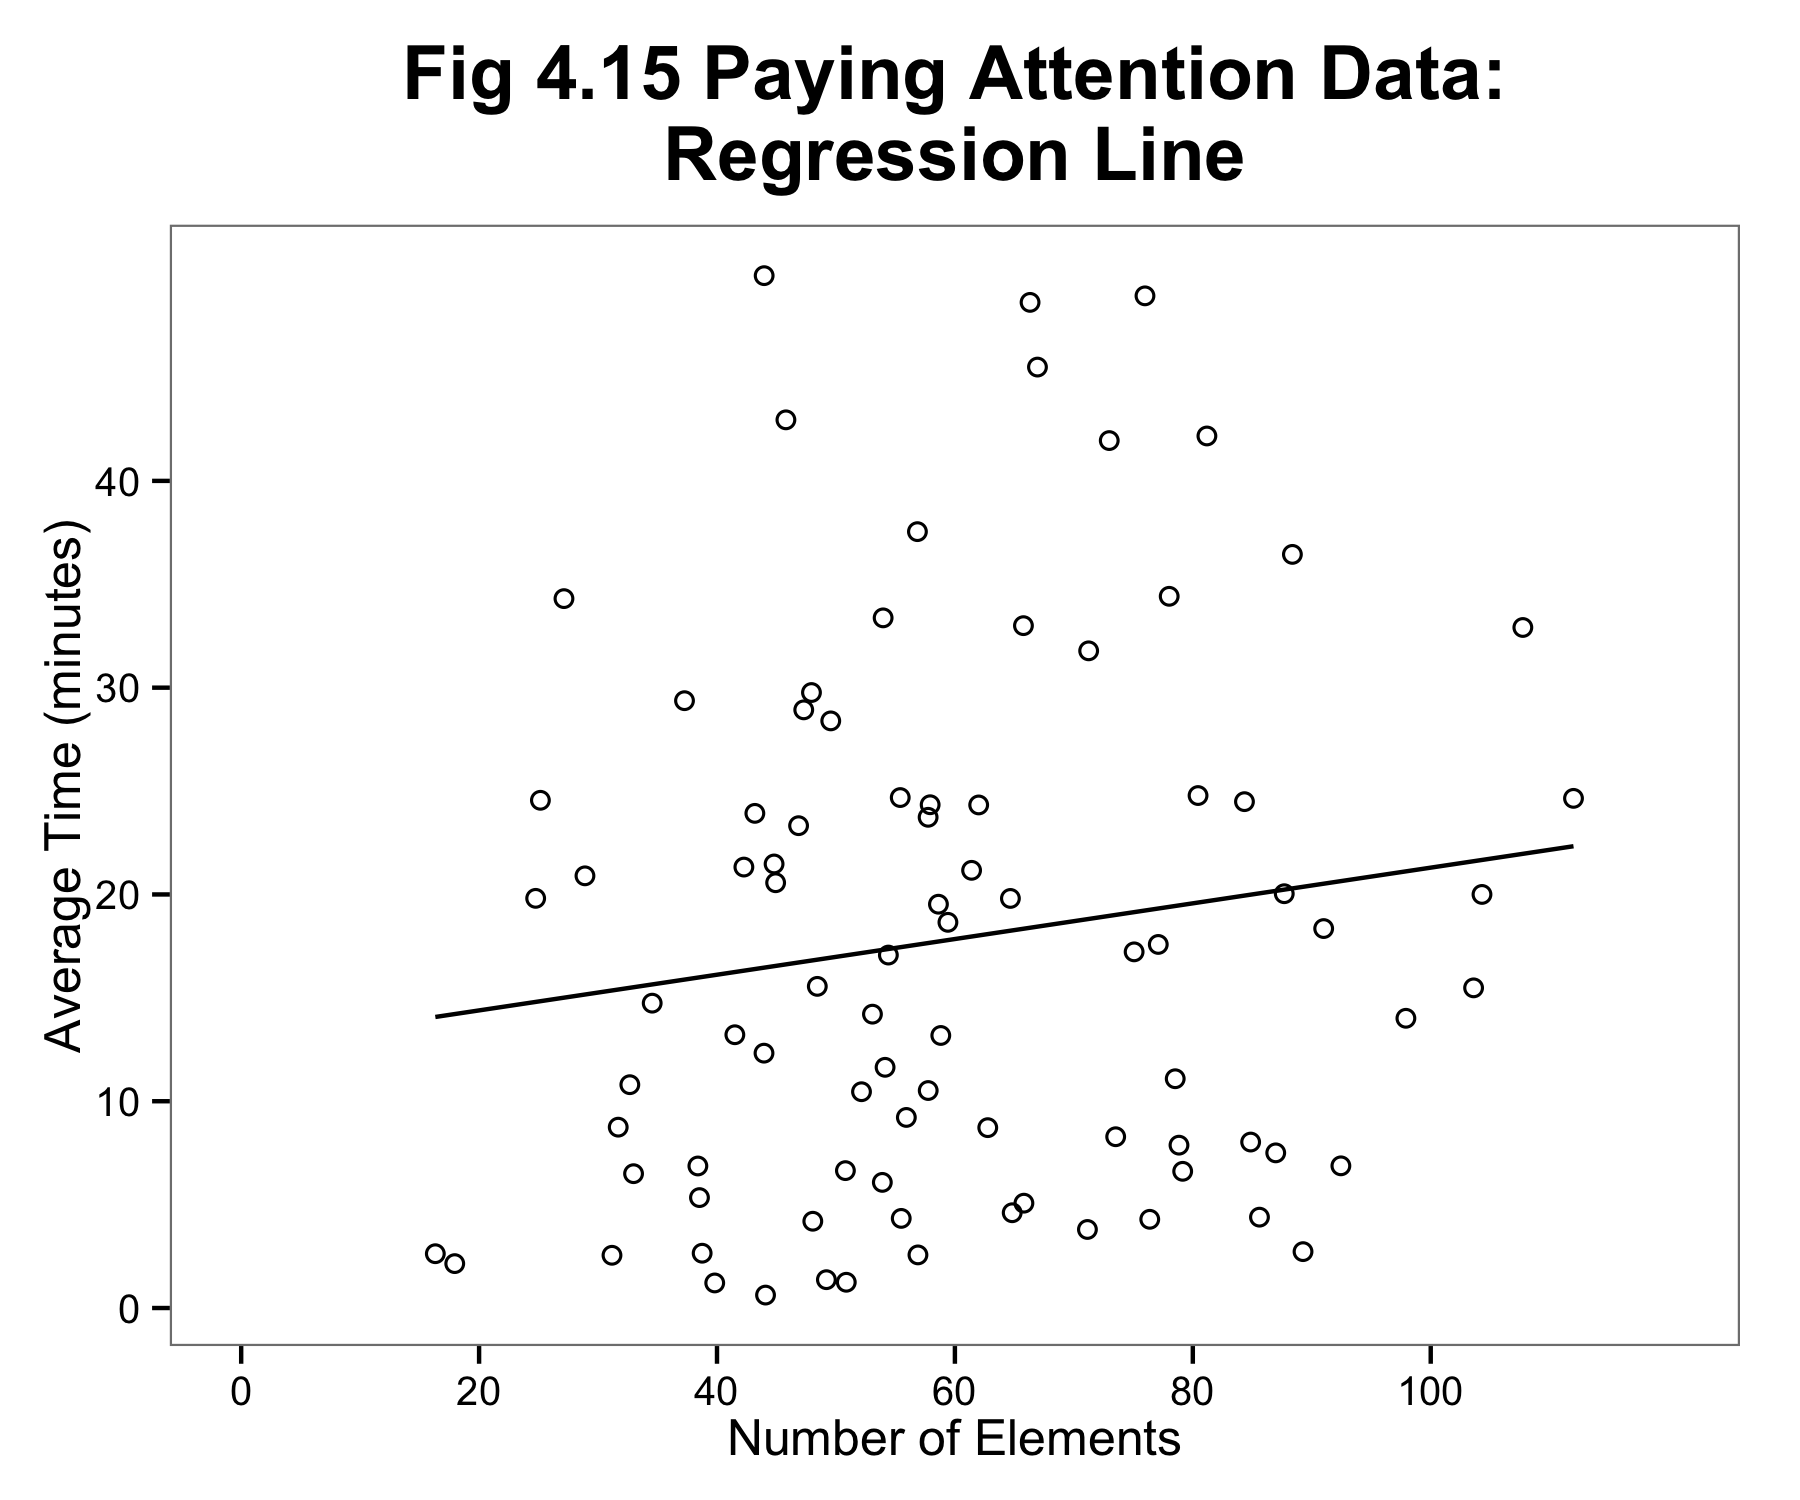 Fig 4.15 Paying Attention Data:
Regression Line
Average Time (minutes)
40
30
20
10
0
0 20 40 60 80 100
Number of Elements